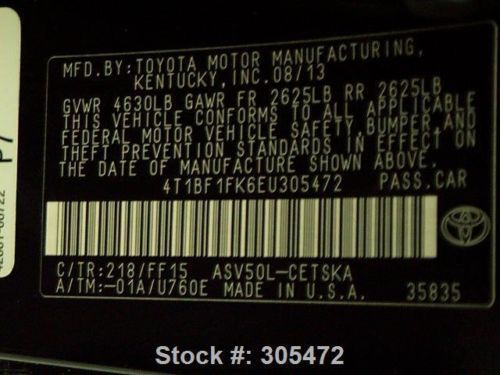 MFD. BY: TOYOTA MOTOR MANUFACTURING,
KENTUCKY, INC. 08/13
GVWR 4630LB GAWR FR 2625LB RR 2625LB
THIS VEHICLE CONFORMS TO ALL APPLICABLE
FEDERAL MOTOR VEHICLE SAFETY, BUMPER, AND
THEFT PREVENTION STANDARDS IN EFFECT ON
THE DATE OF MANUFACTURE SHOWN ABOVE.
4T1BF1FK6EU305472 PASS. CAR
TOYOTA
C/TR: 218/FF15 ASV50L-CETSKA
A/TM: -01A/U760E MADE IN U.S.A. 35835
Stock #: 305472